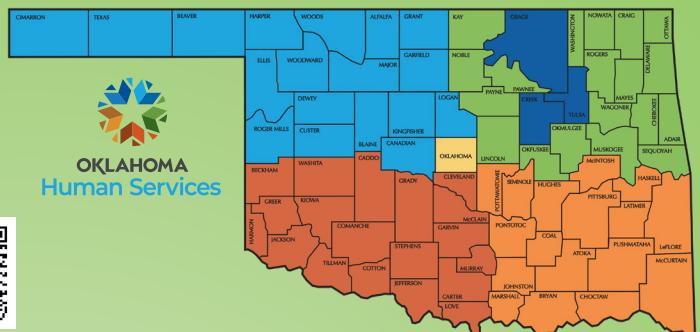 CIMARRON
TEXAS
BEAVER
HARPER
WOODS
ALFALFA
GRANT
KAY
OSAGE
WASHINGTON
NOWATA
CRAIG
OTTAWA
ELLIS
WOODWARD
MAJOR
GARFIELD
NOBLE
PAWNEE
ROGERS
DELAWARE
MAYES
DEWEY
LOGAN
PAYNE
CREEK
TULSA
WAGONER
CHEROKEE
ADAIR
ROGER MILLS
CUSTER
BLAINE
KINGFISHER
CANADIAN
OKLAHOMA
LINCOLN
OKFUSKEE
OKMULGEE
MUSKOGEE
SEQUOYAH
OKLAHOMA
Human Services
BECKHAM
WASHITA
CADDO
GRADY
CLEVELAND
POTTAWATOMIE
SEMINOLE
HUGHES
McINTOSH
HASKELL
GREER
KIOWA
McCLAIN
PITTSBURG
LATIMER
HARMON
JACKSON
COMANCHE
GARVIN
PONTOTOC
COAL
PUSHMATAHA
LeFLORE
STEPHENS
ATOKA
McCURTAIN
TILLMAN
COTTON
MURRAY
JEFFERSON
JOHNSTON
CARTER
MARSHALL
BRYAN
CHOCTAW
LOVE